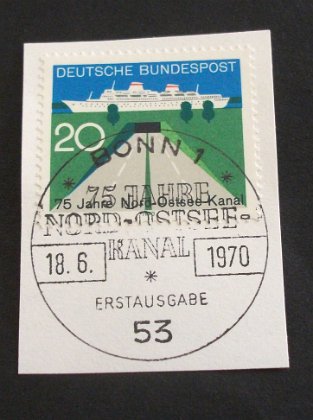 DEUTSCHE BUNDESPOST
20
BONN 1
75 JAHRE
75 Jahre Nord-Ostsee-Kanal
NORD-OSTSEE-
KANAL
18.6. 1970
ERSTAUSGABE
53